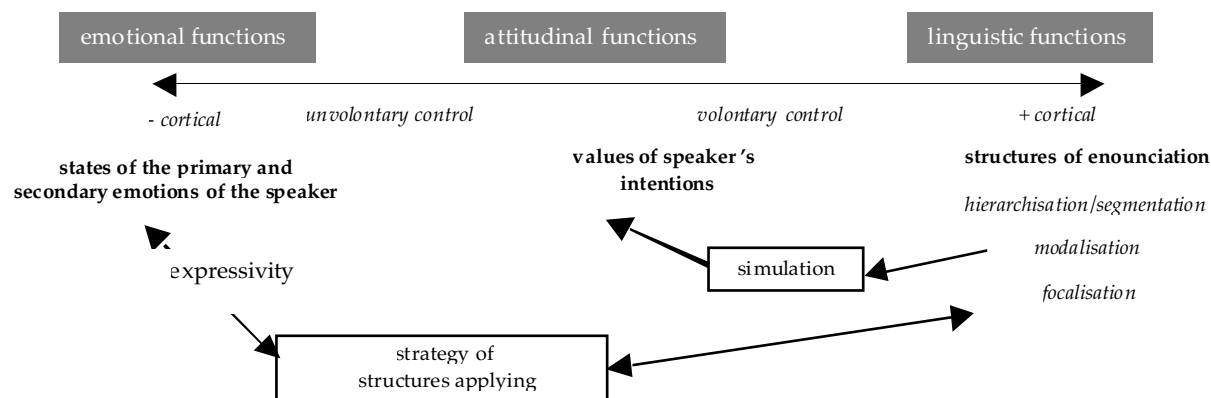 emotional functions
attitudinal functions
linguistic functions
- cortical
unvolontary control
volontary control
+ cortical
states of the primary and
secondary emotions of the speaker
values of speaker's
intentions
structures of enounciation
hierarchisation/segmentation
modalisation
focalisation
expressivity
simulation
strategy of
structures applying